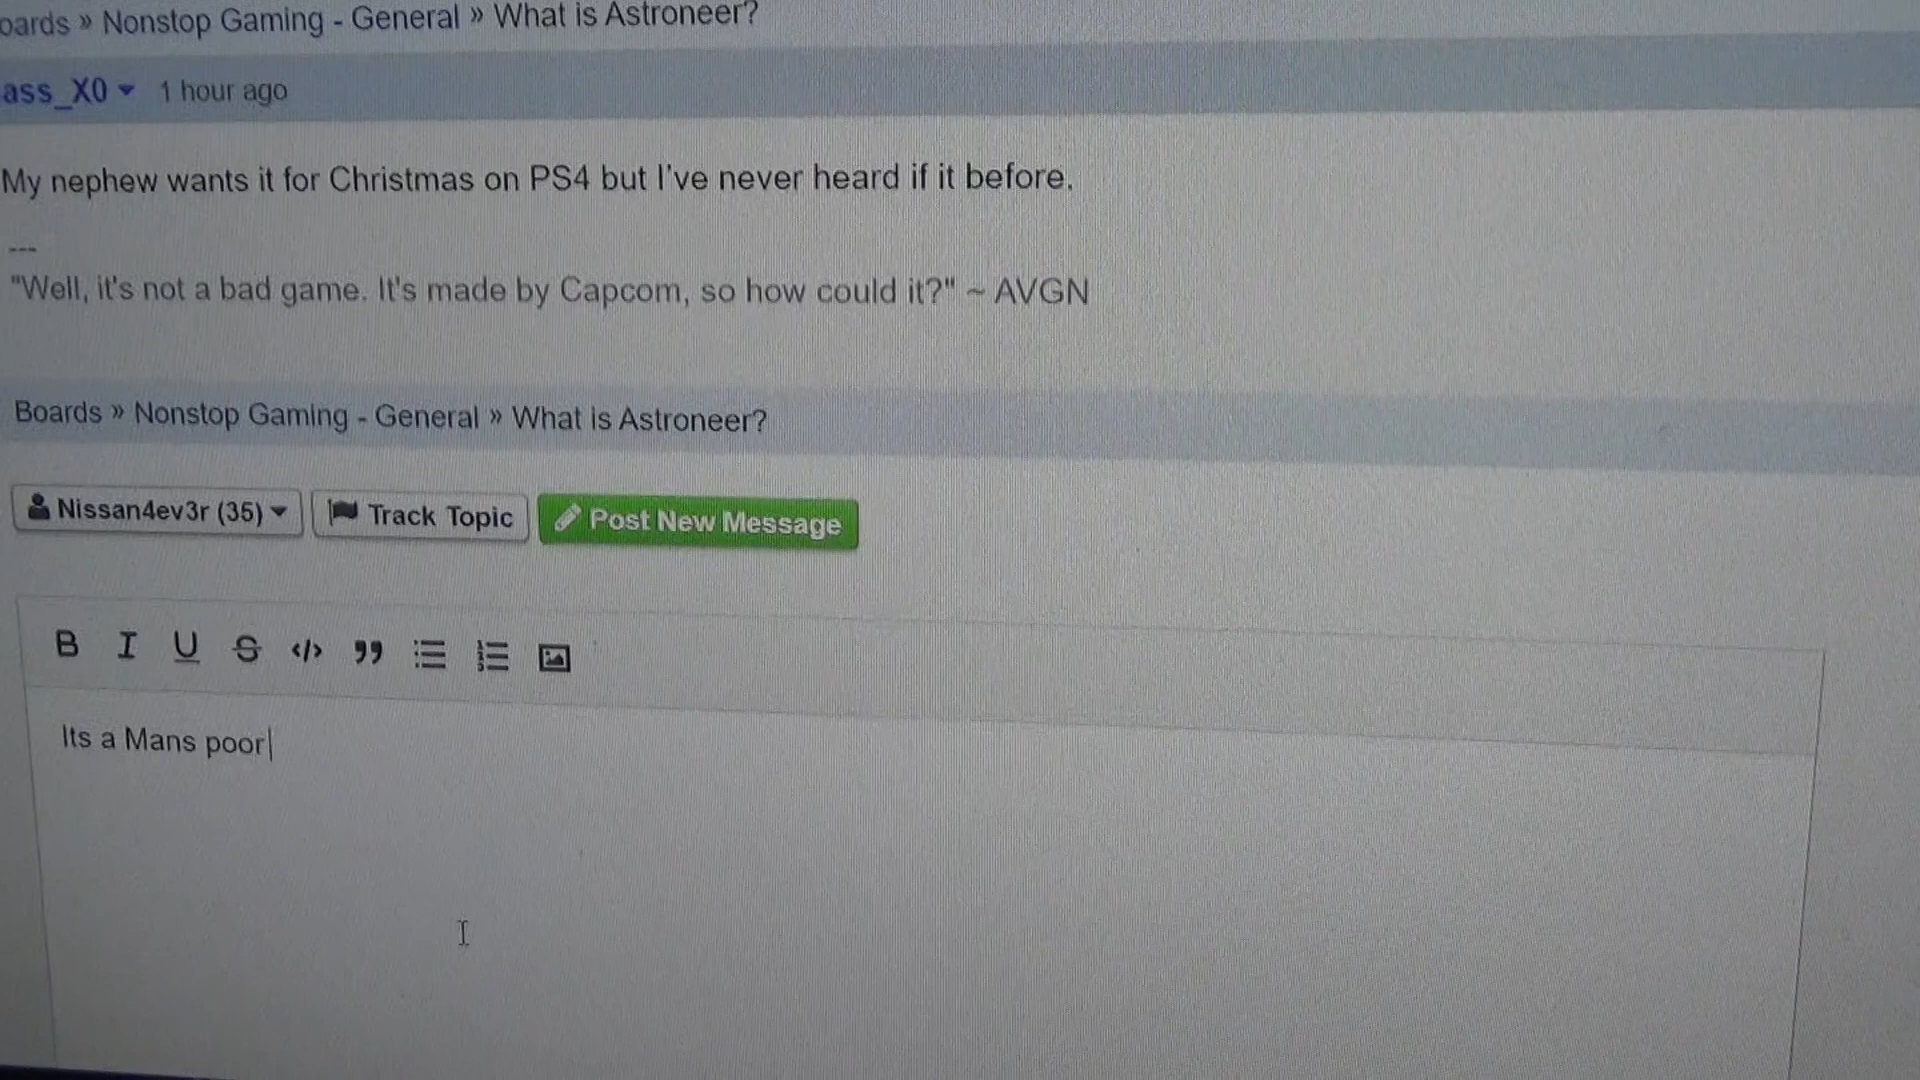 oards » Nonstop Gaming - General » What is Astroneer?
ass_X0 1 hour ago
My nephew wants it for Christmas on PS4 but I've never heard if it before.
---
"Well, it's not a bad game. It's made by Capcom, so how could it?" ~ AVGN
Boards » Nonstop Gaming - General » What is Astroneer?
Nissan4ev3r (35) Track Topic Post New Message
B I U S </> ”
Its a Mans poor